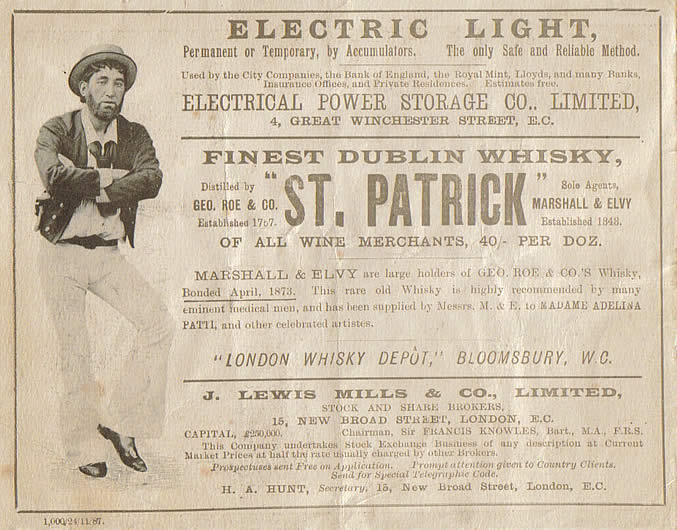 ELECTRIC LIGHT,
Permanent or Temporary, by Accumulators. The only Safe and Reliable Method.
Used by the City Companies, the Bank of England, the Royal Mint, Lloyds, and many Banks,
Insurance Offices, and Private Residences. Estimates free.
ELECTRICAL POWER STORAGE CO., LIMITED,
4, GREAT WINCHESTER STREET, E.C.
FINEST DUBLIN WHISKY,
Distilled by
GEO. ROE & CO.
Established 1757.
"ST. PATRICK"
Sole Agents,
MARSHALL & ELVY
Established 1848.
OF ALL WINE MERCHANTS, 40/- PER DOZ.
MARSHALL & ELVY are large holders of GEO. ROE & CO.'S Whisky,
Bonded April, 1873. This rare old Whisky is highly recommended by many
eminent medical men, and has been supplied by Messrs. M. & E. to MADAME ADELINA
PATTI, and other celebrated artistes.
"LONDON WHISKY DEPÔT," BLOOMSBURY, W.C.
J. LEWIS MILLS & CO., LIMITED,
STOCK AND SHARE BROKERS,
15, NEW BROAD STREET, LONDON, E.C.
CAPITAL, £250,000. Chairman, Sir FRANCIS KNOWLES, Bart., M.A., F.R.S.
This Company undertakes Stock Exchange Business of any description at Current
Market Prices at half the rate usually charged by other Brokers.
Prospectuses sent Free on Application. Prompt attention given to Country Clients.
Send for Special Telegraphic Code.
H. A. HUNT, Secretary, 15, New Broad Street, London, E.C.
1,000/24/11/87.